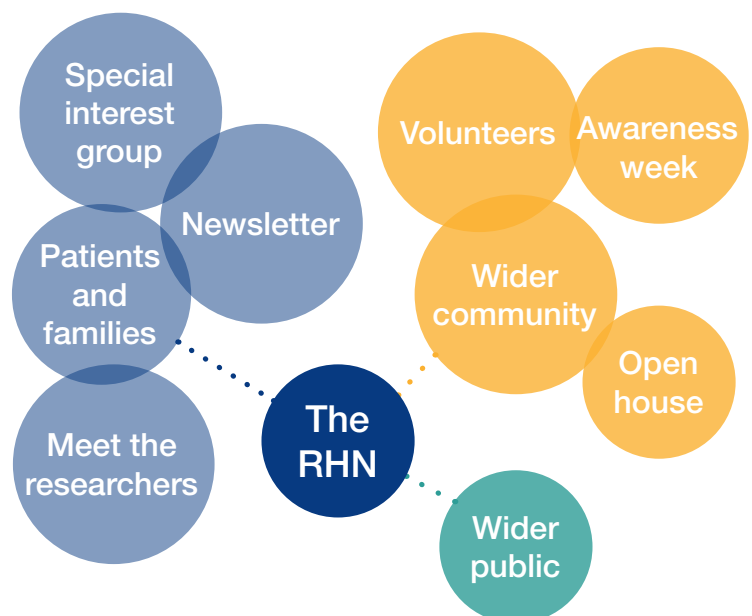 Special
interest
group
Newsletter
Patients
and
families
Meet the
researchers
The
RHN
Volunteers
Awareness
week
Wider
community
Open
house
Wider
public